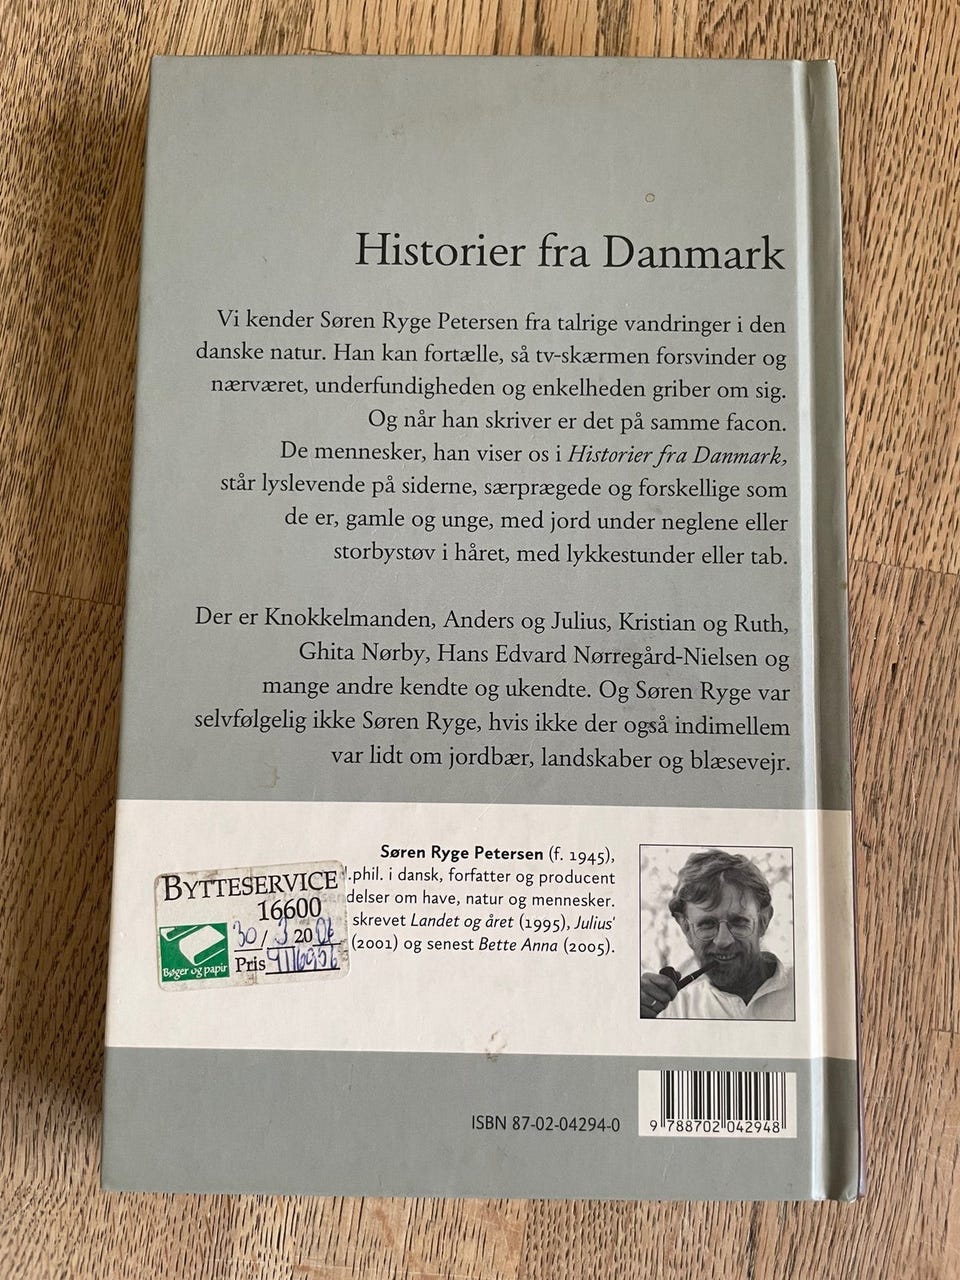 Historier fra Danmark
Vi kender Søren Ryge Petersen fra talrige vandringer i den
danske natur. Han kan fortælle, så tv-skærmen forsvinder og
nærværet, underfundigheden og enkelheden griber om sig.
Og når han skriver er det på samme facon.
De mennesker, han viser os i Historier fra Danmark,
står lyslevende på siderne, særprægede og forskellige som
de er, gamle og unge, med jord under neglene eller
storbystøv i håret, med lykkestunder eller tab.
Der er Knokkelmanden, Anders og Julius, Kristian og Ruth,
Ghita Nørby, Hans Edvard Nørregård-Nielsen og
mange andre kendte og ukendte. Og Søren Ryge var
selvfølgelig ikke Søren Ryge, hvis ikke der også indimellem
var lidt om jordbær, landskaber og blæsevejr.
Søren Ryge Petersen (f. 1945),
.phil. i dansk, forfatter og producent
delser om have, natur og mennesker.
skrevet Landet og året (1995), Julius'
(2001) og senest Bette Anna (2005).
BYTTESERVICE
16600
30/3 2006
Bøger og papir
Pris
ISBN 87-02-04294-0
9 788702 042948